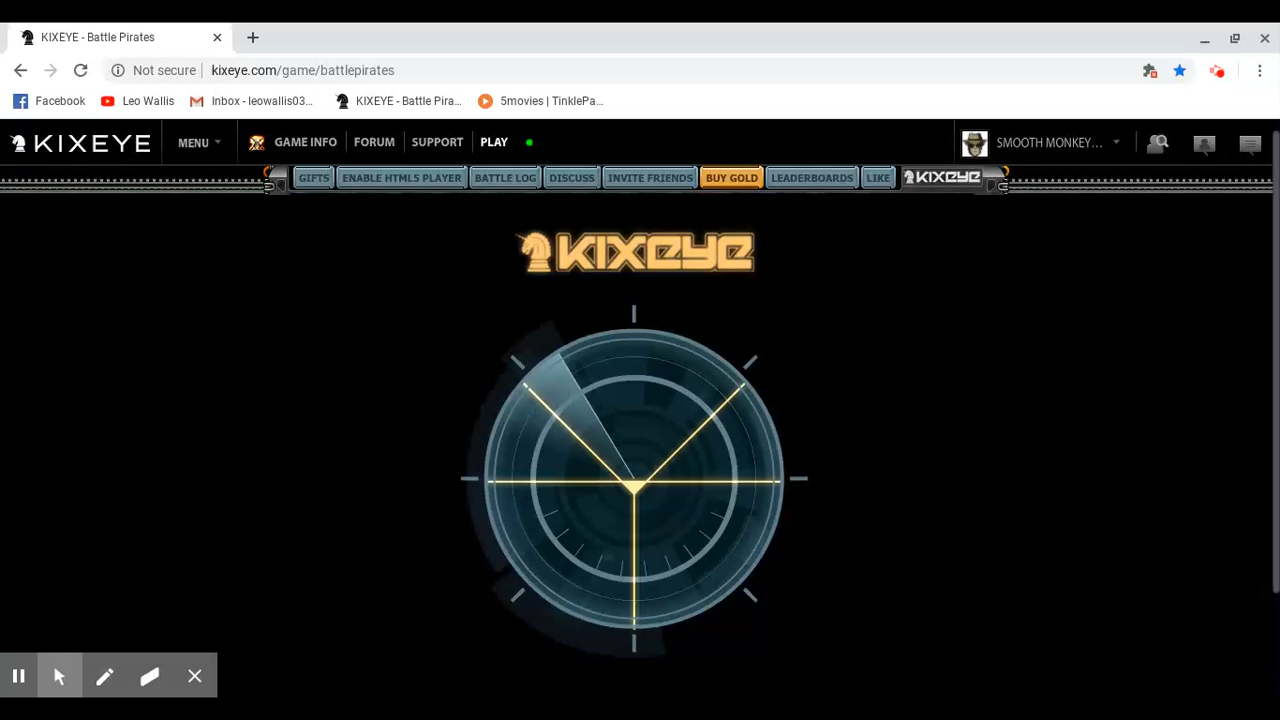 KIXEYE - Battle Pirates
Not secure kixeye.com/game/battlepirates
Facebook Leo Wallis Inbox - leowallis03... KIXEYE - Battle Pira... 5movies | TinklePa...
KIXEYE MENU GAME INFO FORUM SUPPORT PLAY SMOOTH MONKEY...
GIFTS ENABLE HTML5 PLAYER BATTLE LOG DISCUSS INVITE FRIENDS BUY GOLD LEADERBOARDS LIKE KIXEYE
KIXEYE